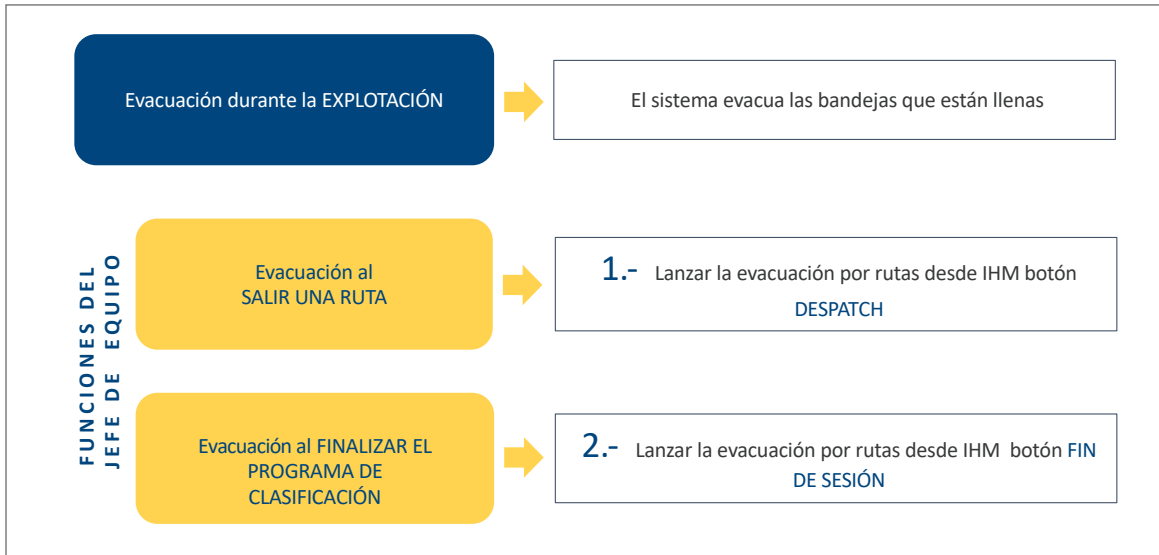 Evacuación durante la EXPLOTACIÓN
El sistema evacua las bandejas que están llenas
FUNCIONES DEL
JEFE DE EQUIPO
Evacuación al
SALIR UNA RUTA
1.- Lanzar la evacuación por rutas desde IHM botón
DESPATCH
Evacuación al FINALIZAR EL
PROGRAMA DE
CLASIFICACIÓN
2.- Lanzar la evacuación por rutas desde IHM botón FIN
DE SESIÓN